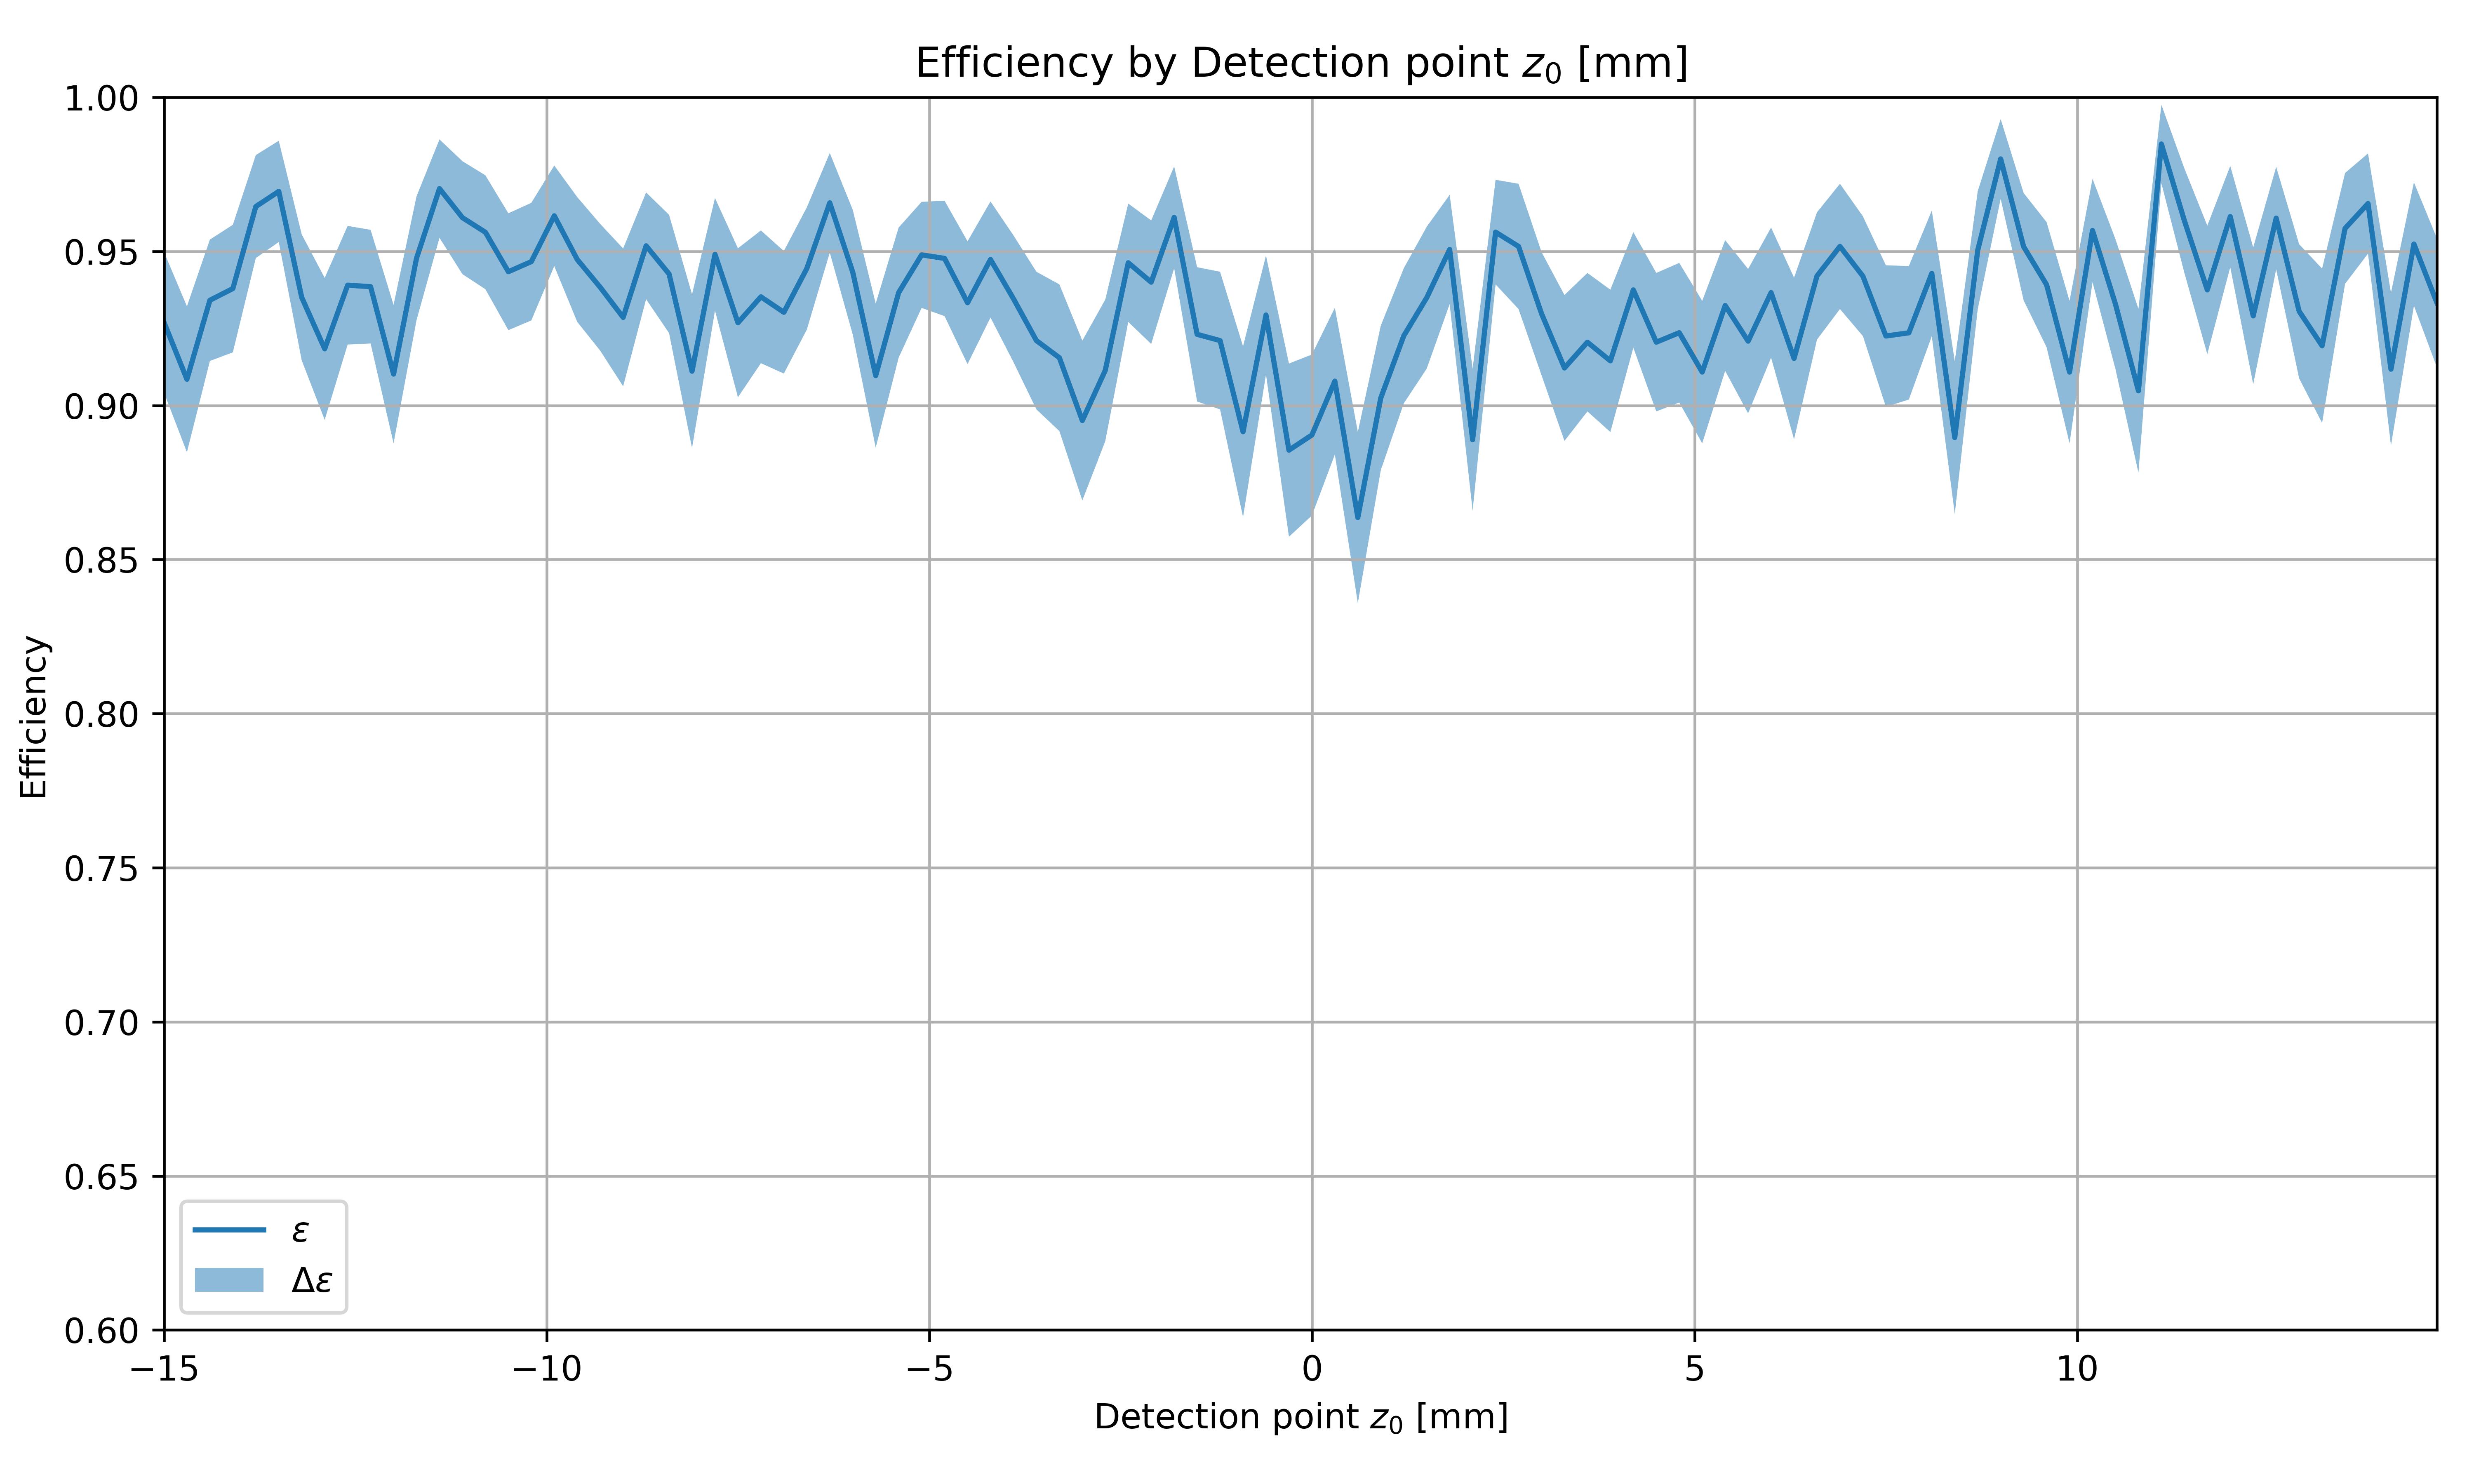 Efficiency by Detection point z₀ [mm]
1.00
0.95
0.90
0.85
0.80
0.75
0.70
0.65
0.60
Efficiency
ε
Δε
−15 −10 −5 0 5 10
Detection point z₀ [mm]